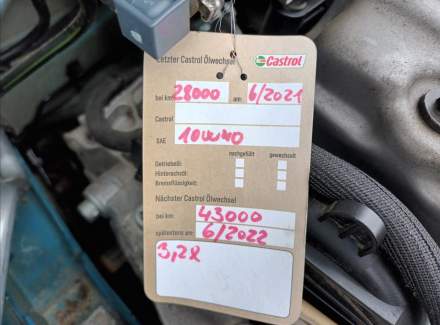 Letzter Castrol Ölwechsel Castrol
bei km: 28000 am: 6/2021
Castrol
SAE 10W40
nachgefüllt gewechselt
Getriebeöl:
Hinterachsöl:
Bremsflüssigkeit:
Nächster Castrol Ölwechsel
bei km: 43000
spätestens am: 6/2022
3,2l